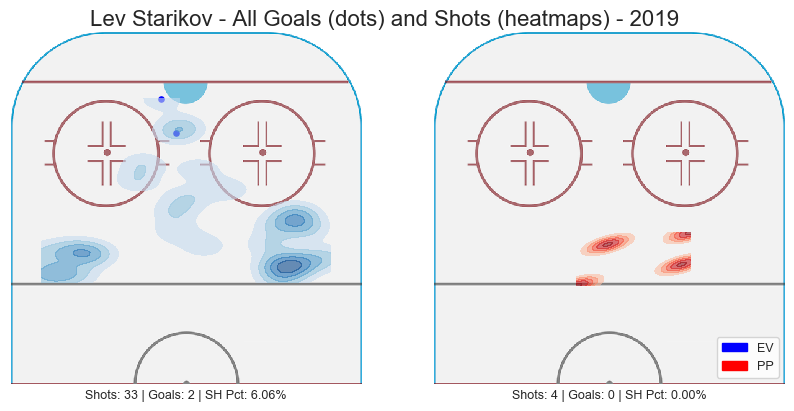 Lev Starikov - All Goals (dots) and Shots (heatmaps) - 2019
EV
PP
Shots: 33 | Goals: 2 | SH Pct: 6.06%
Shots: 4 | Goals: 0 | SH Pct: 0.00%